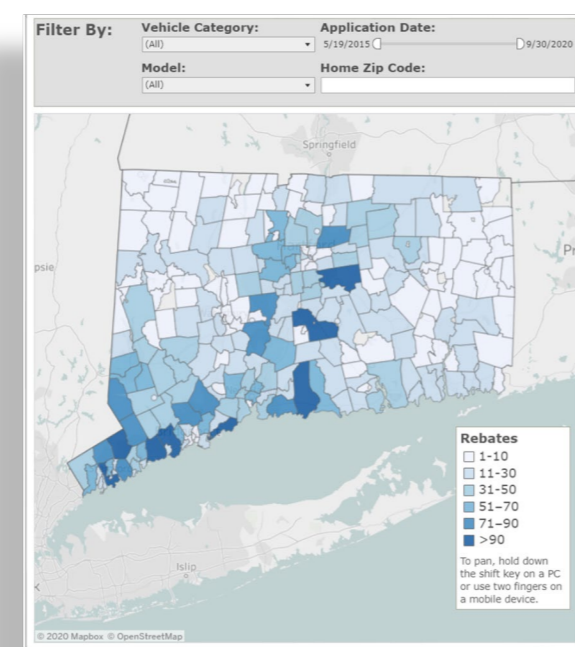 Filter By:
Vehicle Category:
(All)
Application Date:
5/19/2015
9/30/2020
Model:
(All)
Home Zip Code:
Springfield
psie
Pr
Islip
k
Rebates
1-10
11-30
31-50
51–70
71–90
>90
To pan, hold down
the shift key on a PC
or use two fingers on
a mobile device.
© 2020 Mapbox © OpenStreetMap